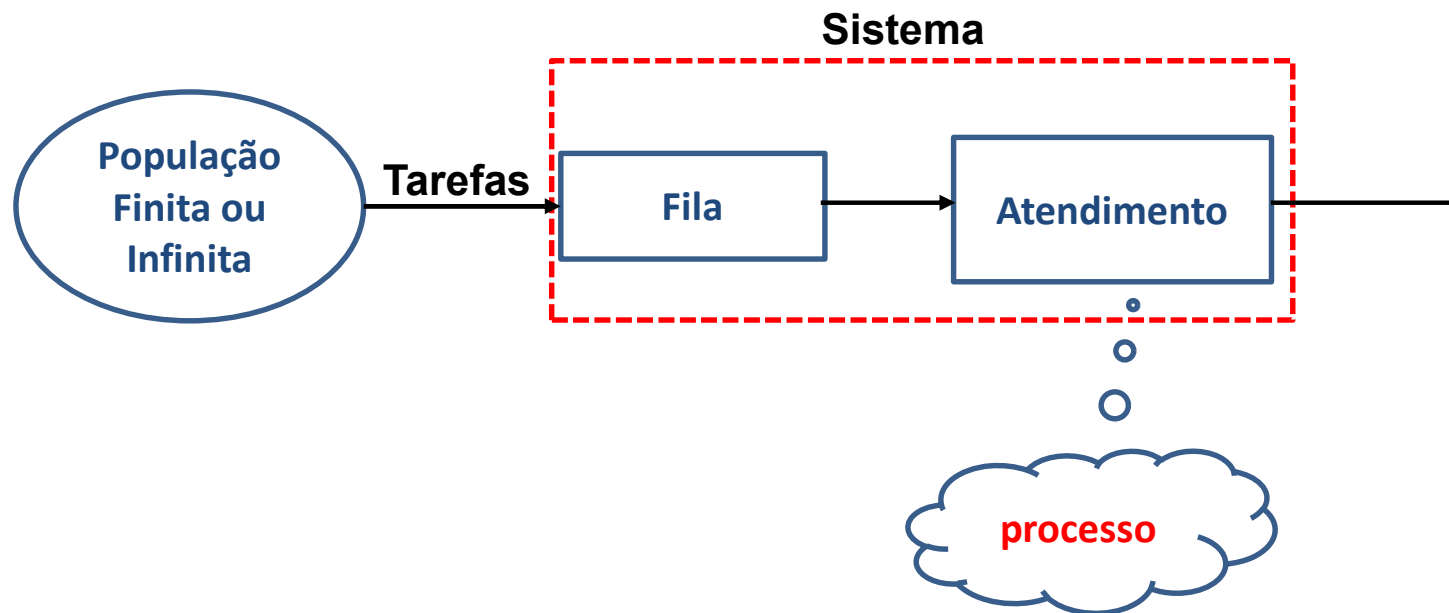 Sistema
População
Finita ou
Infinita
Tarefas
Fila
Atendimento
processo